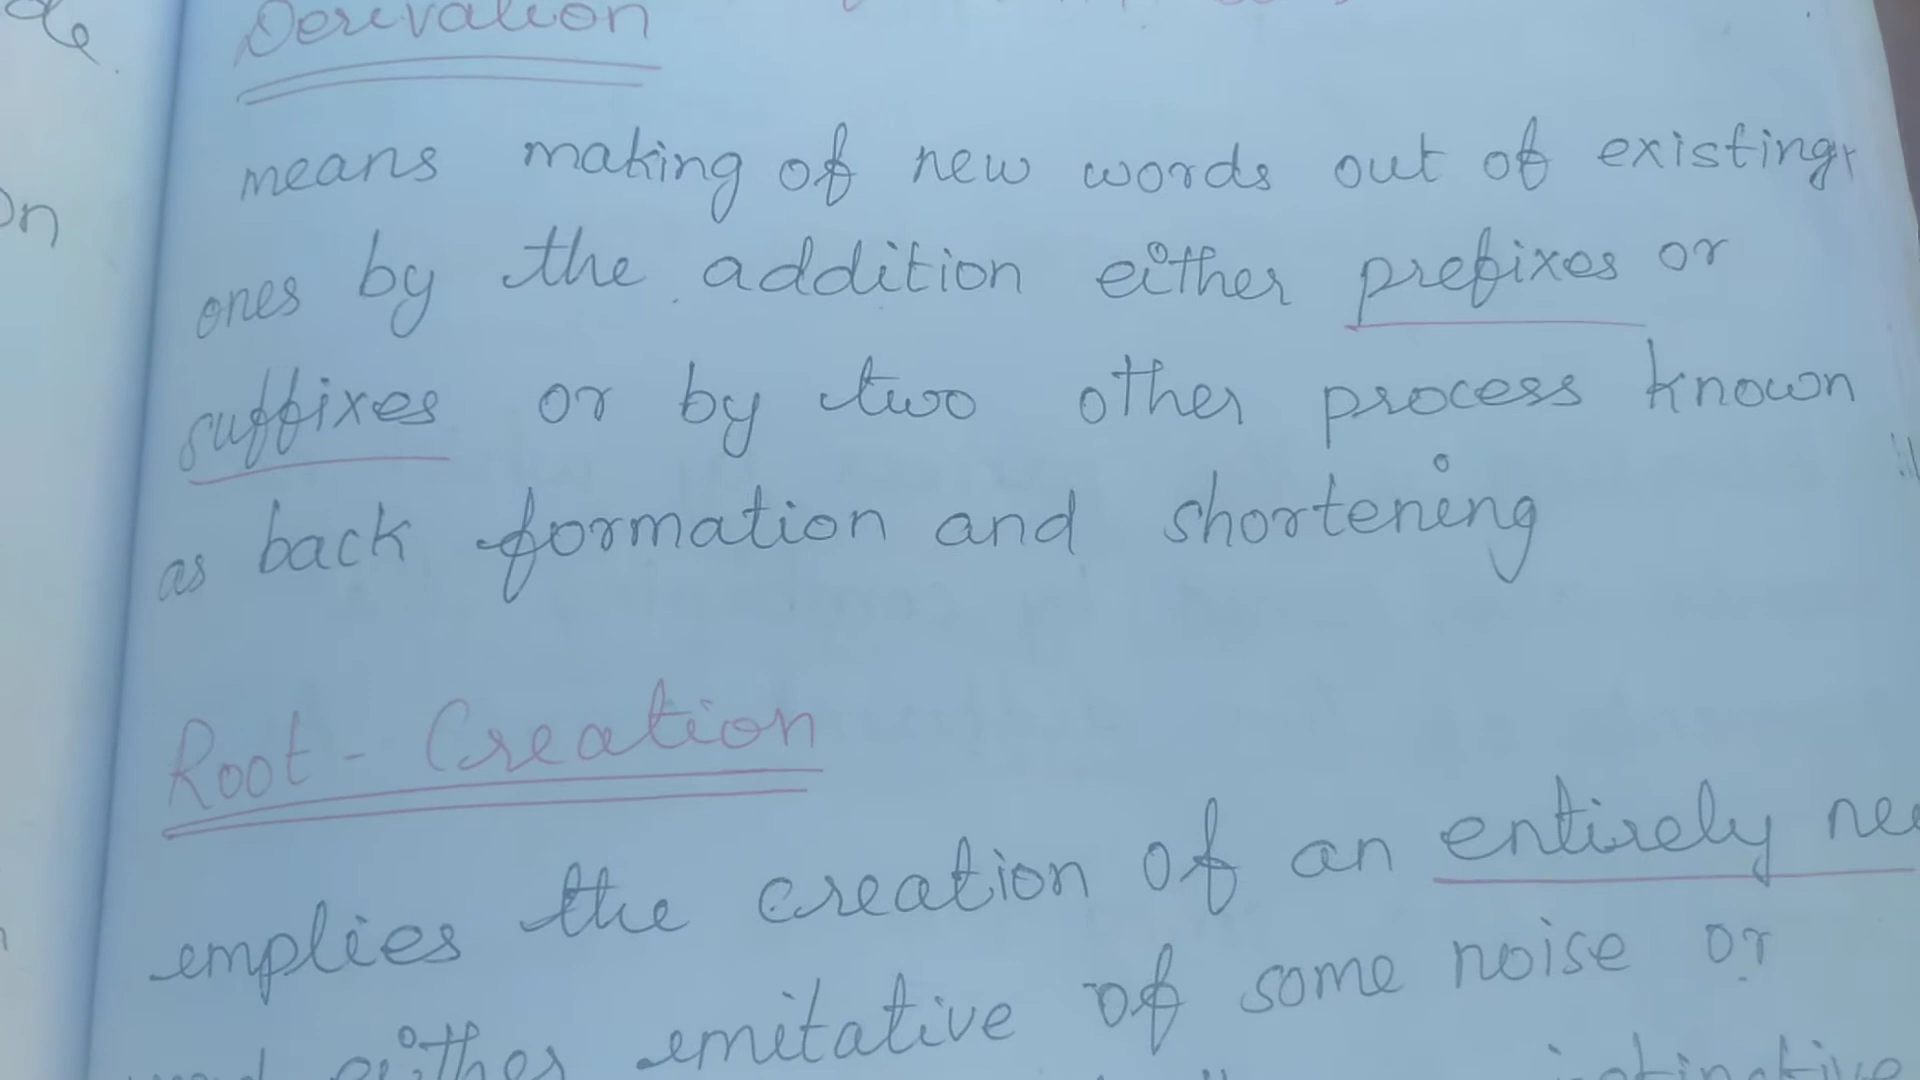 Derivation
means making of new words out of existing
ones by the addition either prefixes or
suffixes or by two other process known
as back formation and shortening
Root - Creation
emplies the creation of an entirely
emitative of some noise or
either